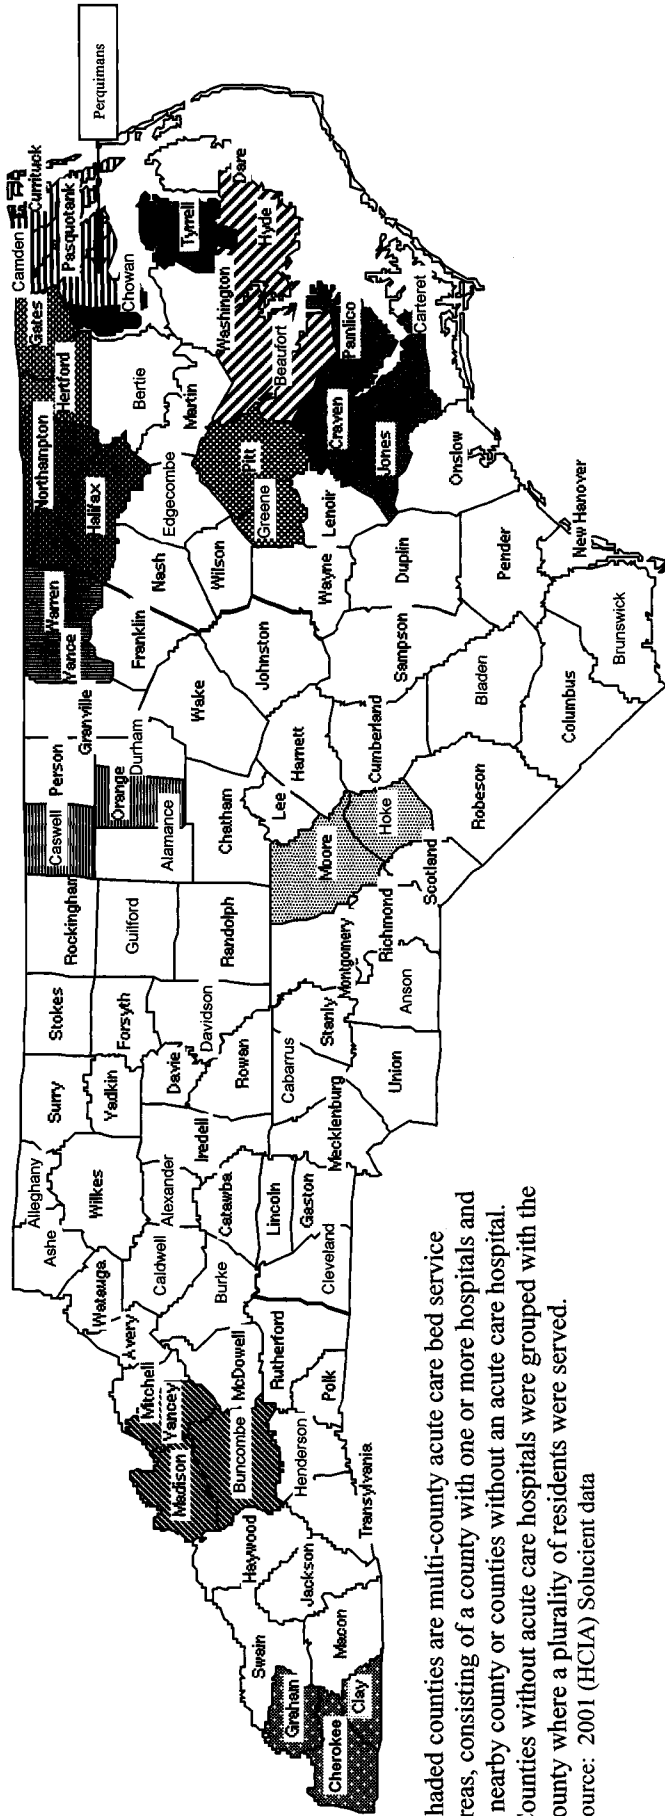 Perquimans
Camden
Currituck
Pasquotank
Gates
Hertford
Northampton
Halifax
Warren
Vance
Granville
Person
Caswell
Rockingham
Stokes
Surry
Alleghany
Ashe
Watauga
Wilkes
Yadkin
Forsyth
Guilford
Alamance
Orange
Durham
Franklin
Nash
Edgecombe
Bertie
Martin
Chowan
Washington
Tyrrell
Dare
Hyde
Beaufort
Pitt
Greene
Wilson
Wake
Johnston
Chatham
Randolph
Davidson
Davie
Iredell
Alexander
Caldwell
Avery
Mitchell
Yancey
Madison
Buncombe
McDowell
Burke
Catawba
Rowan
Lincoln
Gaston
Cleveland
Rutherford
Polk
Henderson
Transylvania
Haywood
Jackson
Swain
Macon
Graham
Cherokee
Clay
Mecklenburg
Cabarrus
Stanly
Union
Anson
Montgomery
Richmond
Moore
Lee
Harnett
Hoke
Scotland
Cumberland
Sampson
Wayne
Lenoir
Craven
Pamlico
Jones
Carteret
Onslow
Duplin
Pender
New Hanover
Bladen
Robeson
Columbus
Brunswick
haded counties are multi-county acute care bed service
reas, consisting of a county with one or more hospitals and
nearby county or counties without an acute care hospital.
Counties without acute care hospitals were grouped with the
ounty where a plurality of residents were served.
ource: 2001 (HCIA) Solucient data